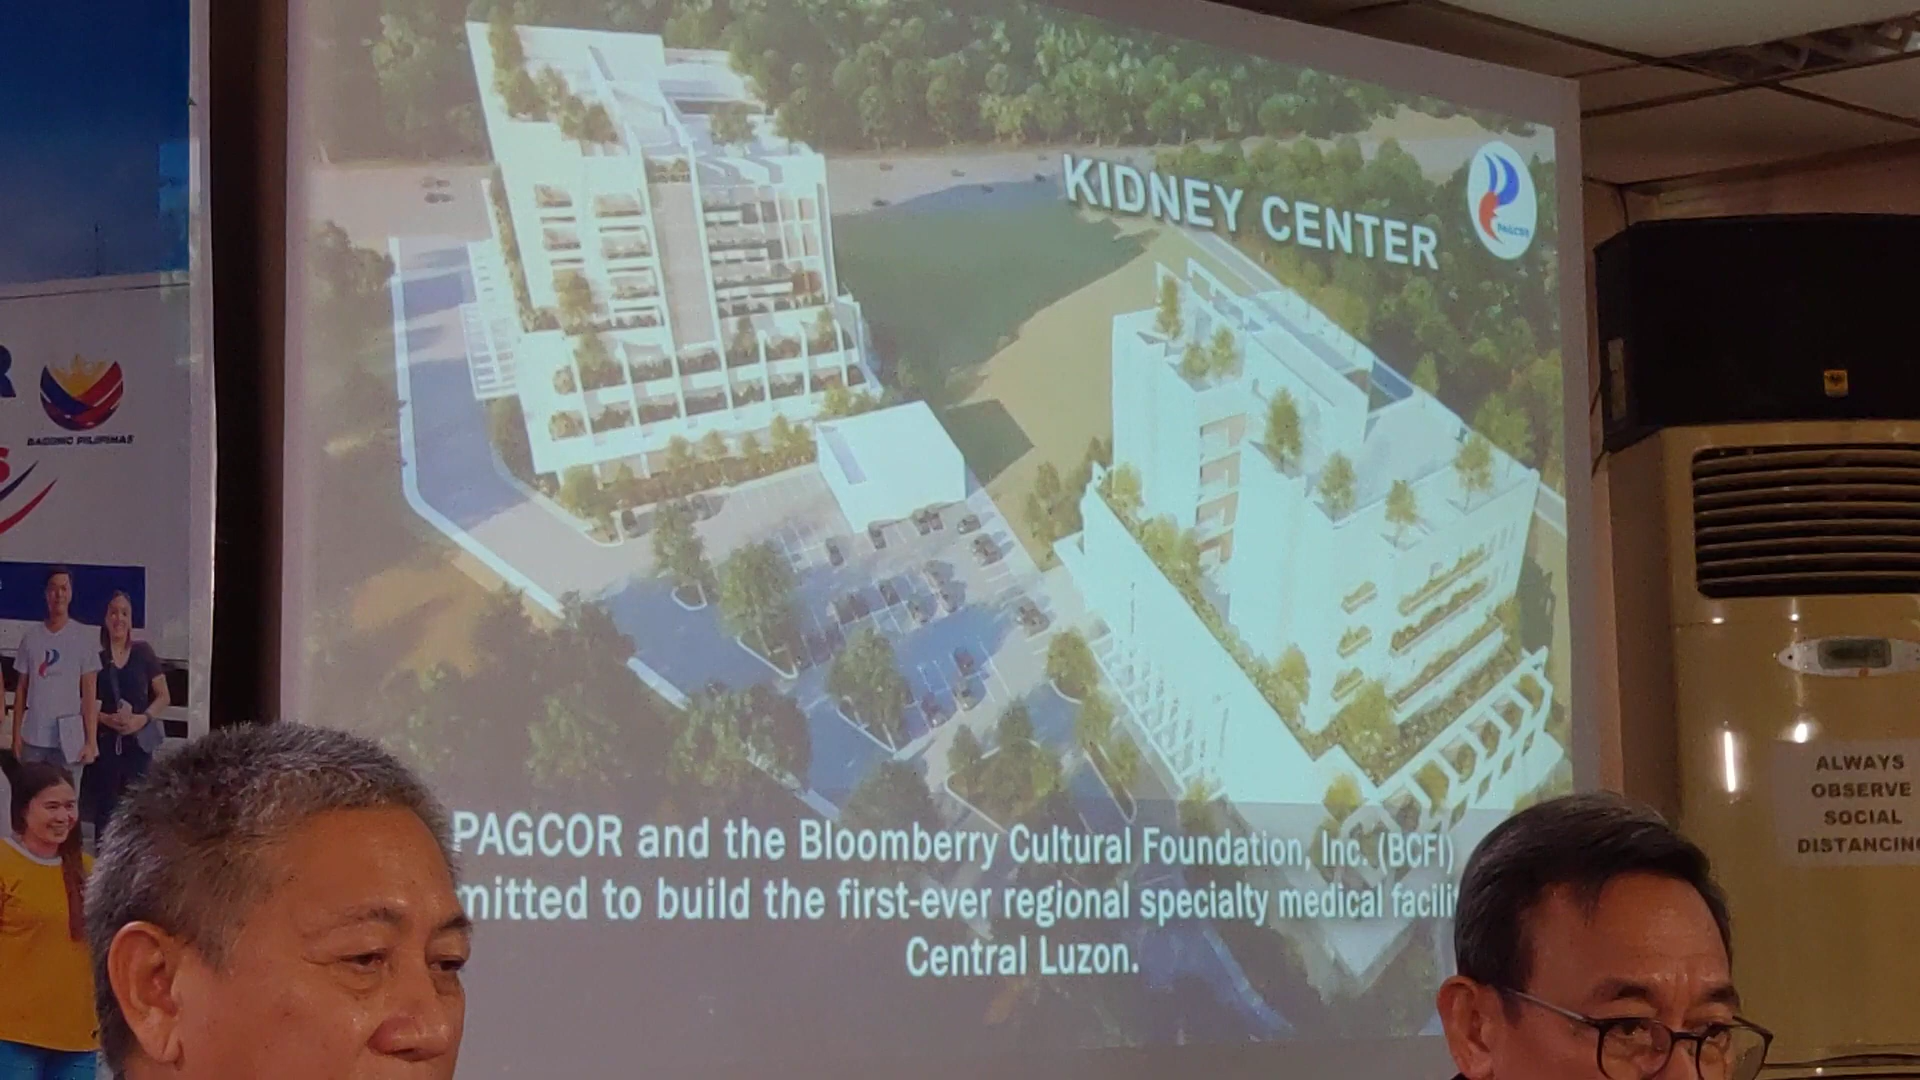 KIDNEY CENTER
PAGCOR
BAGONG PILIPINAS
PAGCOR and the Bloomberry Cultural Foundation, Inc. (BCFI)
mitted to build the first-ever regional specialty medical facili
Central Luzon.
ALWAYS
OBSERVE
SOCIAL
DISTANCING